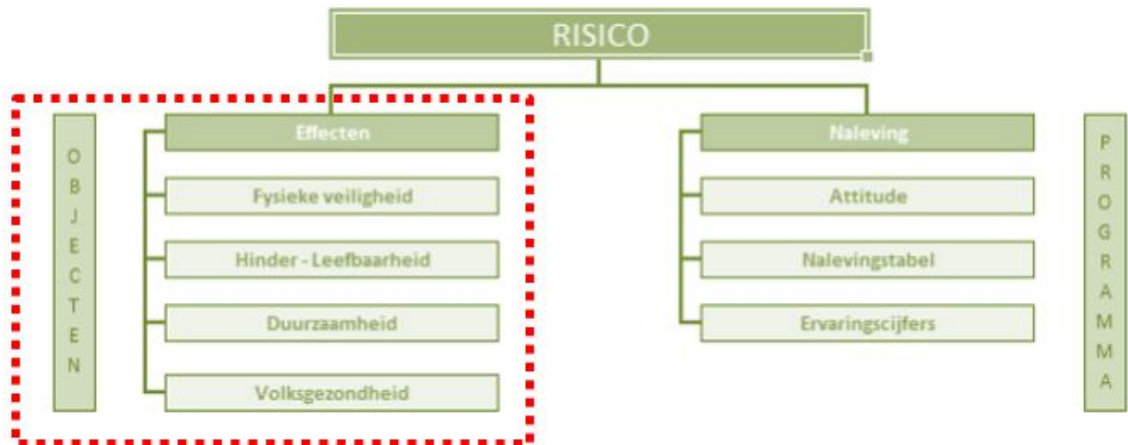 RISICO
OBJECTEN
Effecten
Fysieke veiligheid
Hinder - Leefbaarheid
Duurzaamheid
Volksgezondheid
Naleving
Attitude
Nalevingstabel
Ervaringscijfers
PROGRAMMA